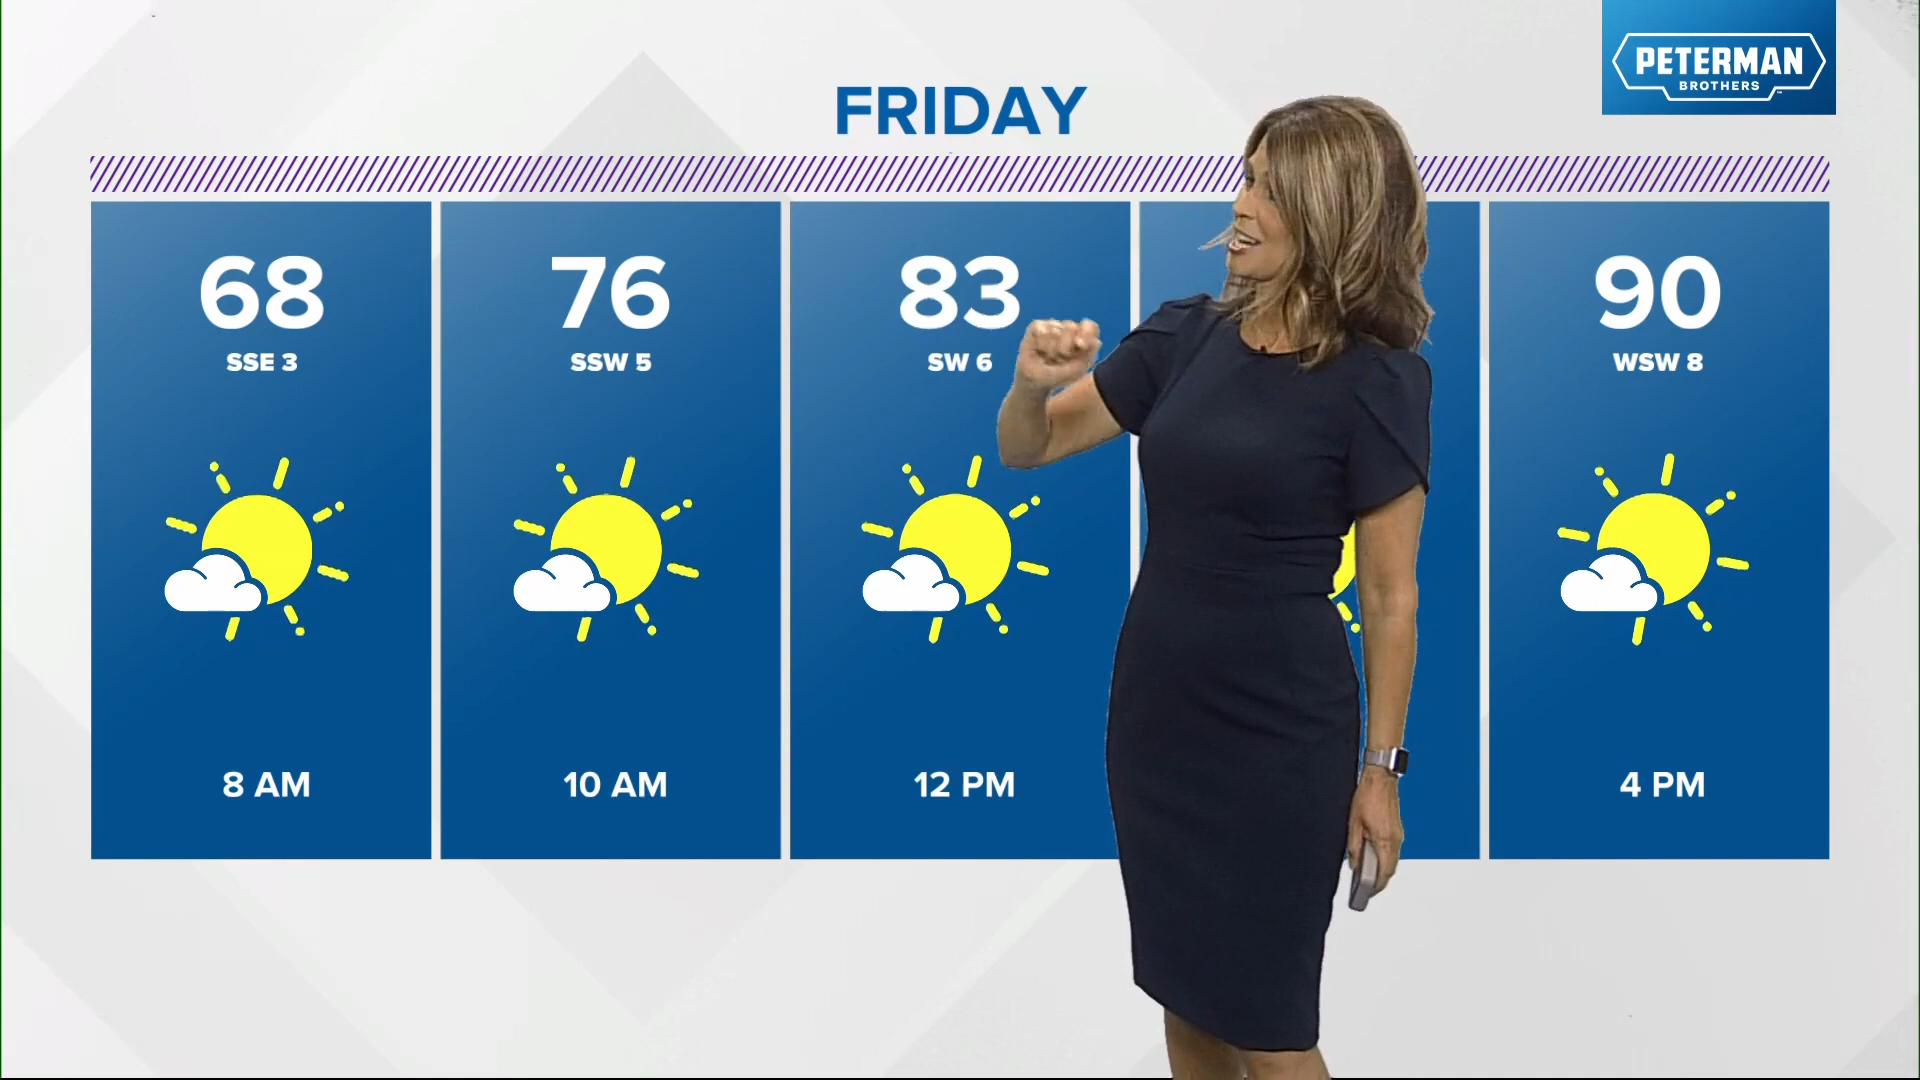 PETERMAN
BROTHERS
FRIDAY
68
SSE 3
8 AM
76
SSW 5
10 AM
83
SW 6
12 PM
90
WSW 8
4 PM